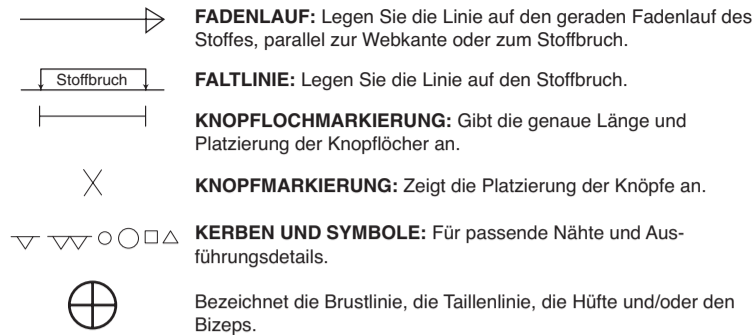 FADENLAUF: Legen Sie die Linie auf den geraden Fadenlauf des
Stoffes, parallel zur Webkante oder zum Stoffbruch.
Stoffbruch
FALTLINIE: Legen Sie die Linie auf den Stoffbruch.
KNOPFLOCHMARKIERUNG: Gibt die genaue Länge und
Platzierung der Knopflöcher an.
KNOPFMARKIERUNG: Zeigt die Platzierung der Knöpfe an.
KERBEN UND SYMBOLE: Für passende Nähte und Aus-
führungsdetails.
Bezeichnet die Brustlinie, die Taillenlinie, die Hüfte und/oder den
Bizeps.